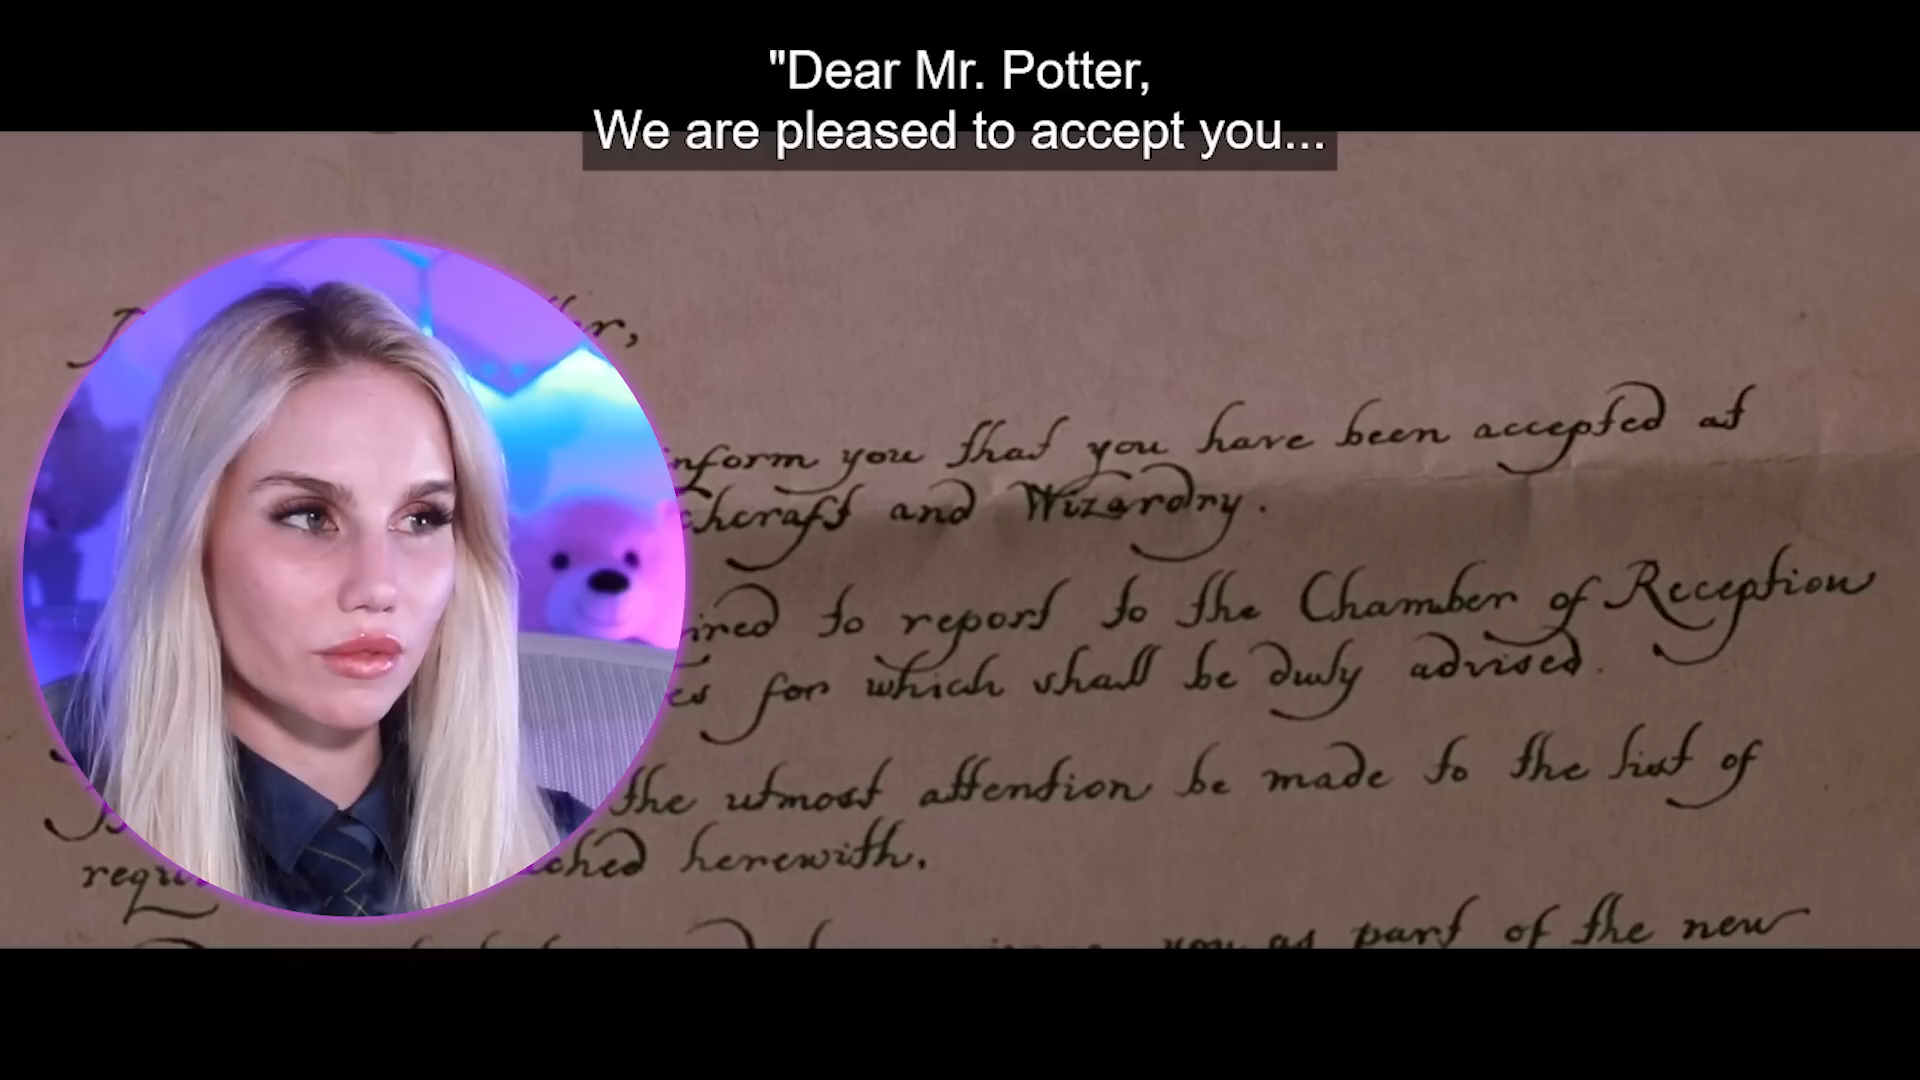 "Dear Mr. Potter,
We are pleased to accept you...
inform you that you have been accepted at
and Wizardry.
to report to the Chamber of Reception
for which shall be duly advised.
the utmost attention be made to the list of
herewith.
you as part of the new